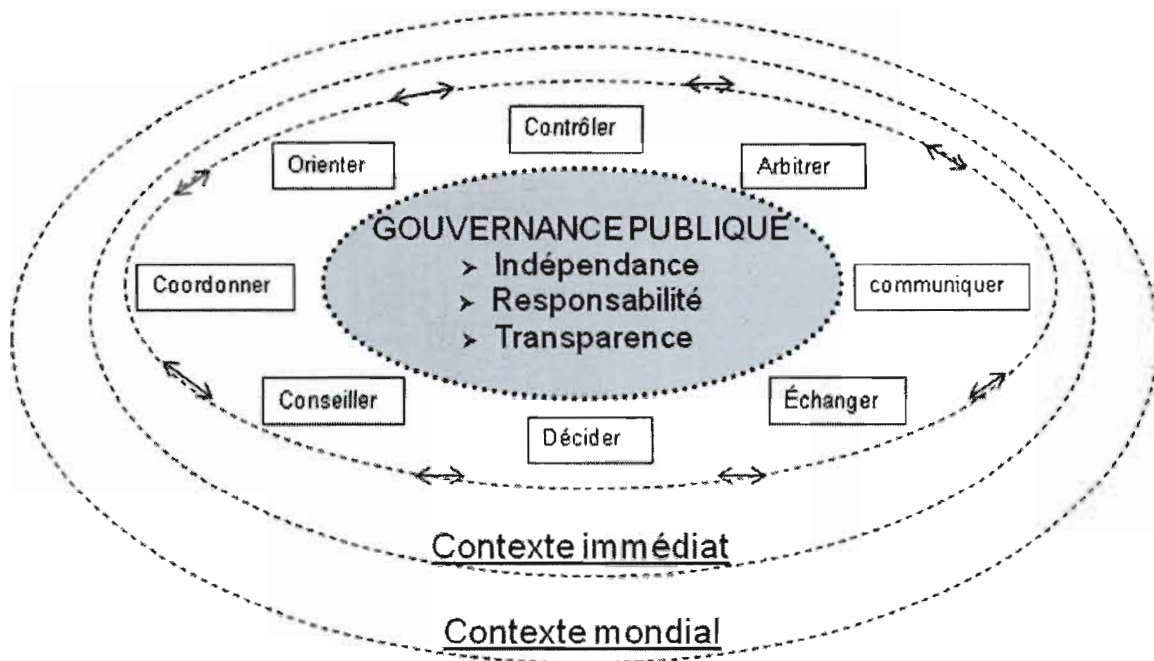 Contrôler
Orienter
Arbitrer
GOUVERNANCE PUBLIQUE
➢ Indépendance
➢ Responsabilité
➢ Transparence
Coordonner
communiquer
Conseiller
Échanger
Décider
Contexte immédiat
Contexte mondial